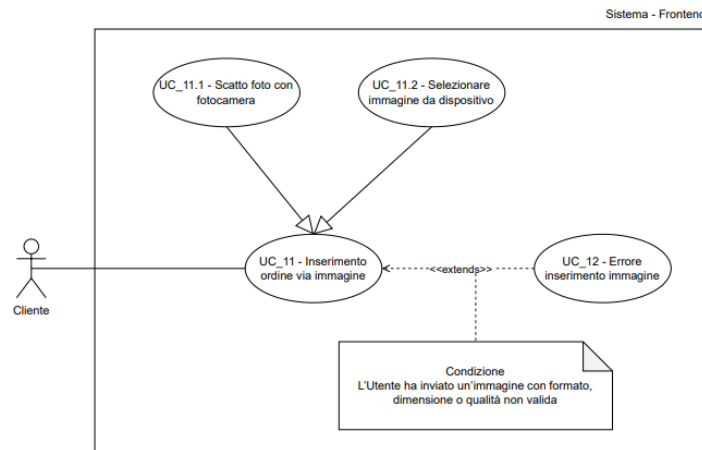 Sistema - Frontend
UC_11.1 - Scatto foto con
fotocamera
UC_11.2 - Selezionare
immagine da dispositivo
UC_11 - Inserimento
ordine via immagine
<<extends>>
UC_12 - Errore
inserimento immagine
Cliente
Condizione
L'Utente ha inviato un'immagine con formato,
dimensione o qualità non valida